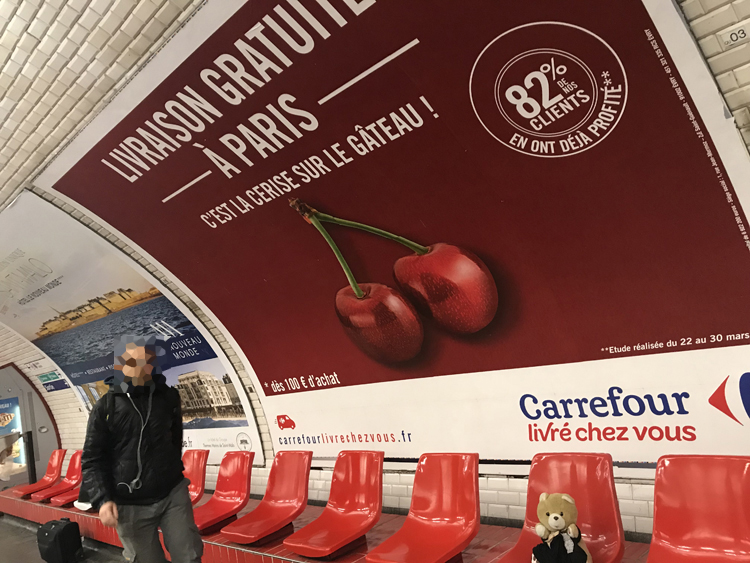 LIVRAISON GRATUITE
À PARIS
C'EST LA CERISE SUR LE GÂTEAU !
82%
DE NOS
CLIENTS
EN ONT DÉJÀ PROFITÉ**
03
* dès 100 € d'achat
**Etude réalisée du 22 au 30 mars
Carrefour
livré chez vous
carrefourlivrechezvous.fr
NOUVEAU
MONDE